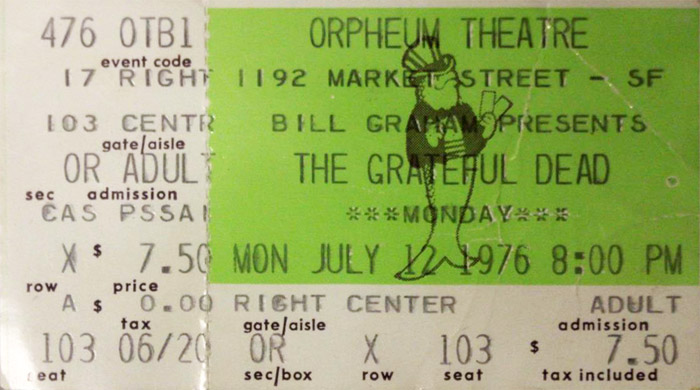 476 OTB1 ORPHEUM THEATRE
event code
17 RIGHT 1192 MARKET STREET - SF
103 CENTR BILL GRAHAM PRESENTS
gate/aisle
OR ADULT THE GRATEFUL DEAD
sec admission
CAS PSSA ***MONDAY***
X $ 7.50 MON JULY 12 1976 8:00 PM
row price
A $ 0.00 RIGHT CENTER ADULT
tax gate/aisle admission
103 06/20 OR X 103 $ 7.50
seat sec/box row seat tax included